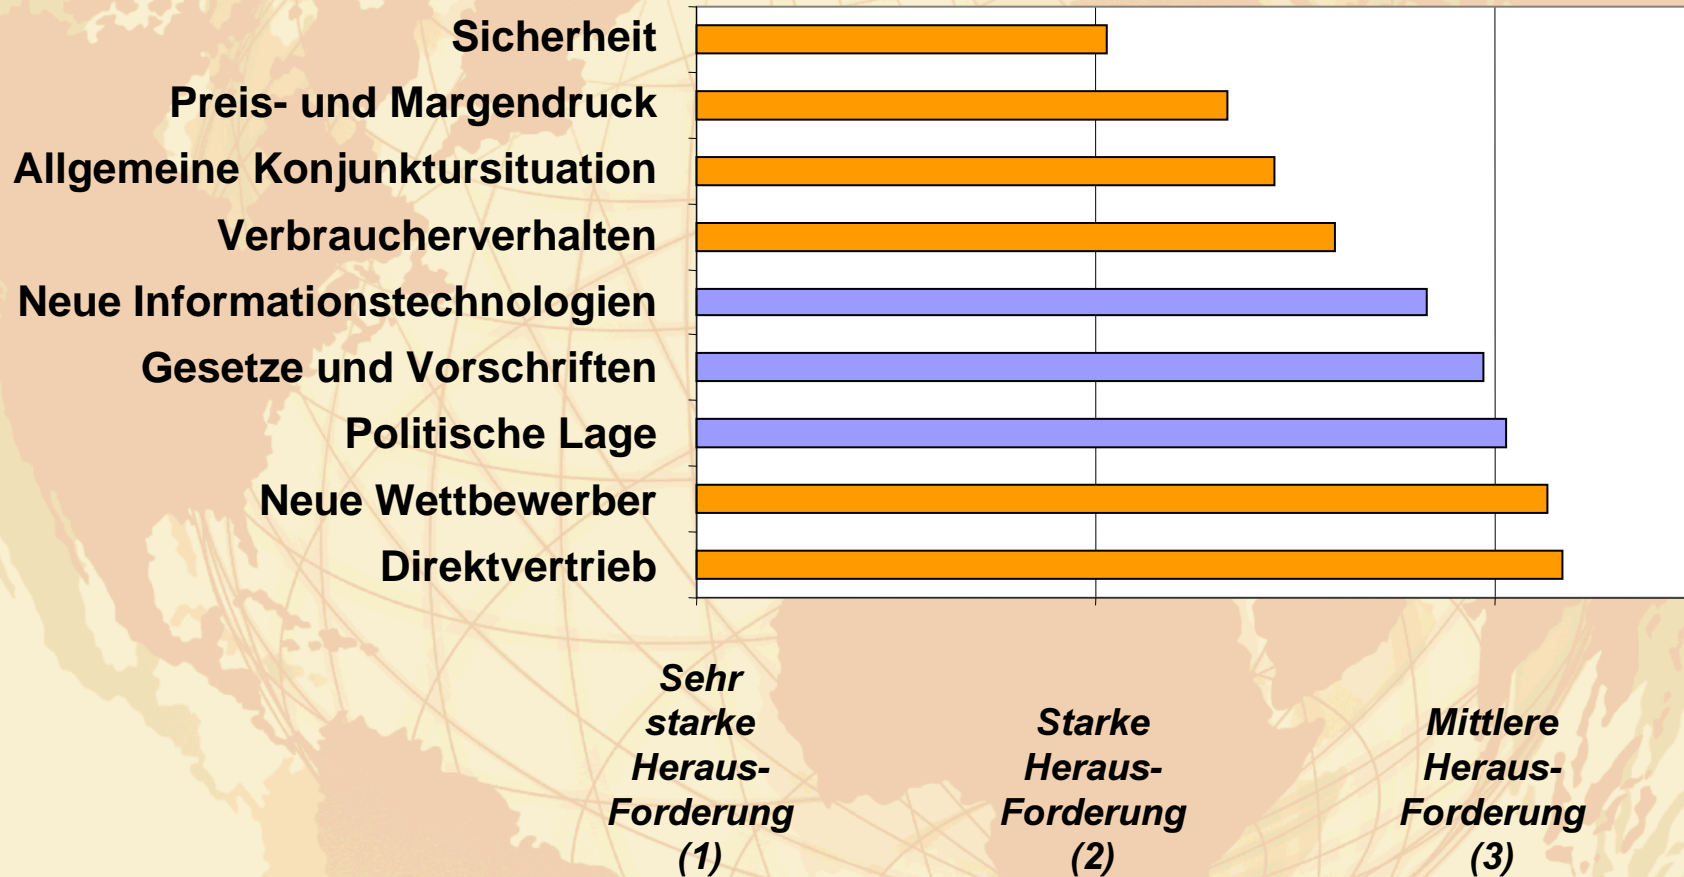 Sicherheit
Preis- und Margendruck
Allgemeine Konjunktursituation
Verbraucherverhalten
Neue Informationstechnologien
Gesetze und Vorschriften
Politische Lage
Neue Wettbewerber
Direktvertrieb
Sehr
starke
Heraus-
Forderung
(1)
Starke
Heraus-
Forderung
(2)
Mittlere
Heraus-
Forderung
(3)